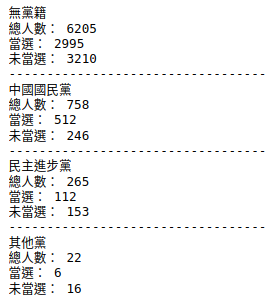 無黨籍
總人數： 6205
當選： 2995
未當選： 3210
----------------------------------
中國國民黨
總人數： 758
當選： 512
未當選： 246
----------------------------------
民主進步黨
總人數： 265
當選： 112
未當選： 153
----------------------------------
其他黨
總人數： 22
當選： 6
未當選： 16